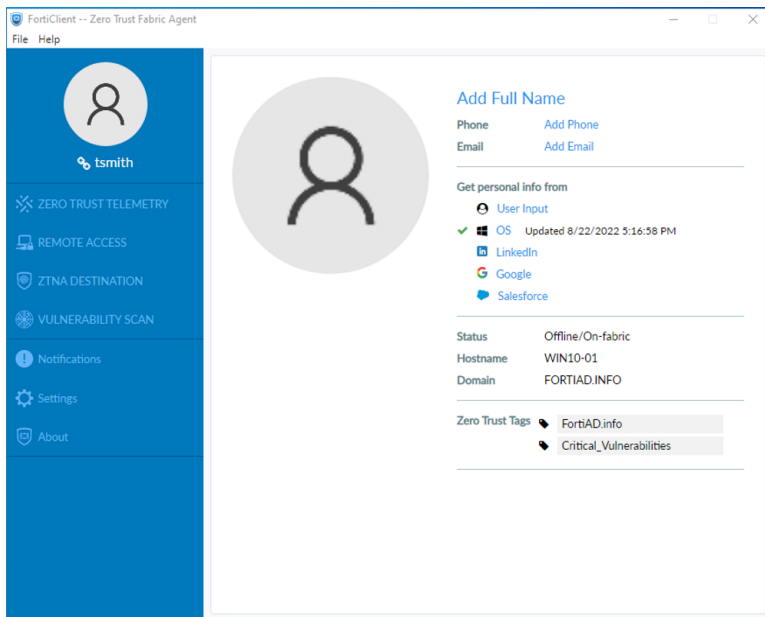 FortiClient -- Zero Trust Fabric Agent
File Help
tsmith
ZERO TRUST TELEMETRY
REMOTE ACCESS
ZTNA DESTINATION
VULNERABILITY SCAN
Notifications
Settings
About
Add Full Name
Phone Add Phone
Email Add Email
Get personal info from
User Input
OS Updated 8/22/2022 5:16:58 PM
in LinkedIn
G Google
Salesforce
Status Offline/On-fabric
Hostname WIN10-01
Domain FORTIAD.INFO
Zero Trust Tags FortiAD.info
Critical_Vulnerabilities